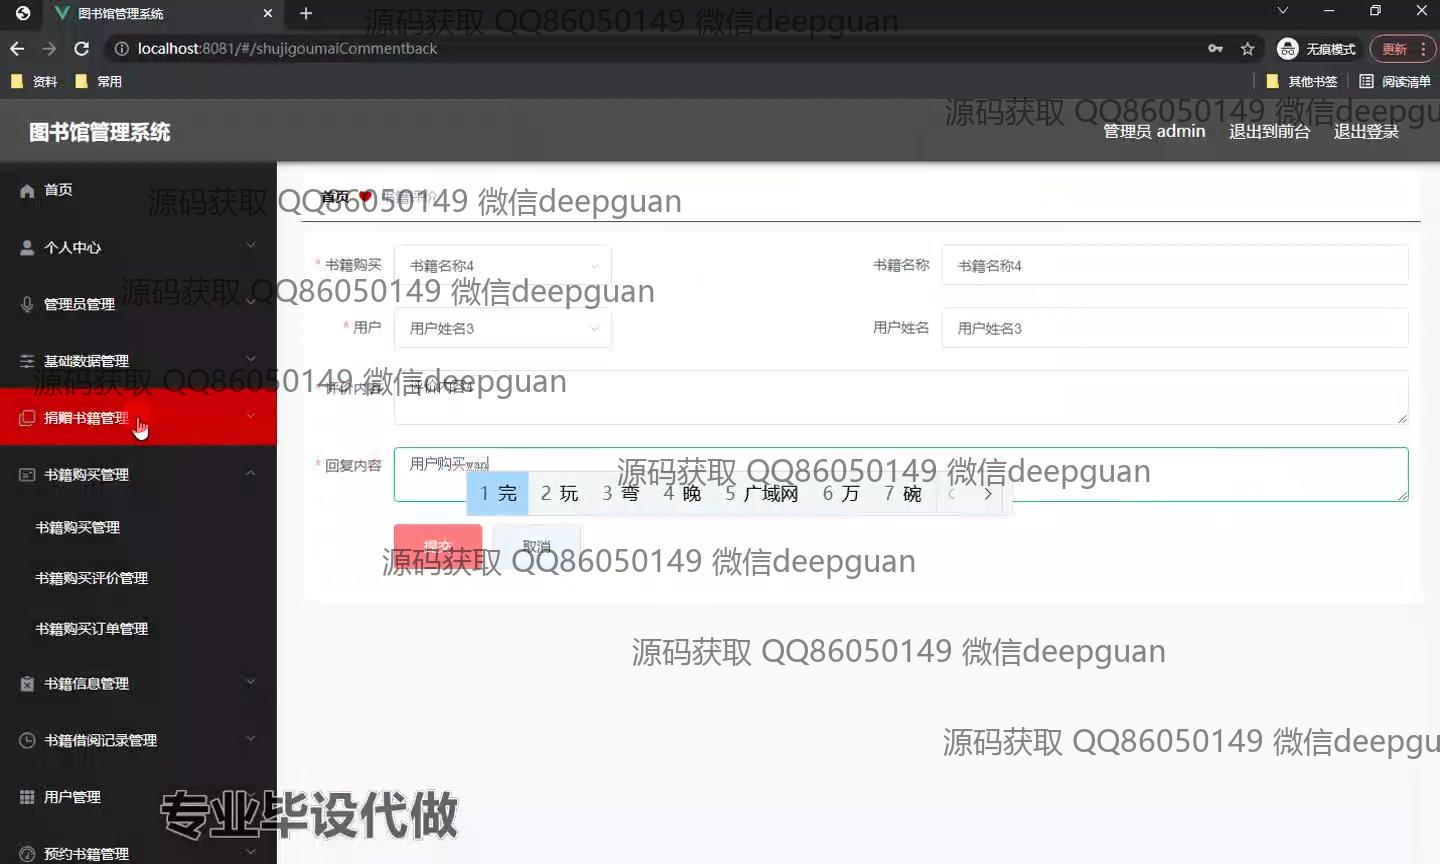 图书馆管理系统
源码获取 QQ86050149 微信deepguan
localhost:8081/#/shujigoumaiCommentback
无痕模式
更新
资料
常用
其他书签
阅读清单
源码获取 QQ86050149 微信deepgu
图书馆管理系统
管理员 admin
退出到前台
退出登录
首页
源码获取 QQ86050149 微信deepguan
首页
书籍评价
个人中心
书籍购买
书籍名称4
书籍名称
书籍名称4
源码获取 QQ86050149 微信deepguan
管理员管理
用户
用户姓名3
用户姓名
用户姓名3
基础数据管理
源码获取 QQ86050149 微信deepguan
评价内容
评价内容4
捐赠书籍管理
回复内容
用户购买wan
源码获取 QQ86050149 微信deepguan
书籍购买管理
1 完 2 玩 3 弯 4 晚 5 广域网 6 万 7 碗
书籍购买管理
提交
取消
源码获取 QQ86050149 微信deepguan
书籍购买评价管理
书籍购买订单管理
源码获取 QQ86050149 微信deepguan
书籍信息管理
书籍借阅记录管理
源码获取 QQ86050149 微信deepgu
用户管理
专业毕设代做
预约书籍管理